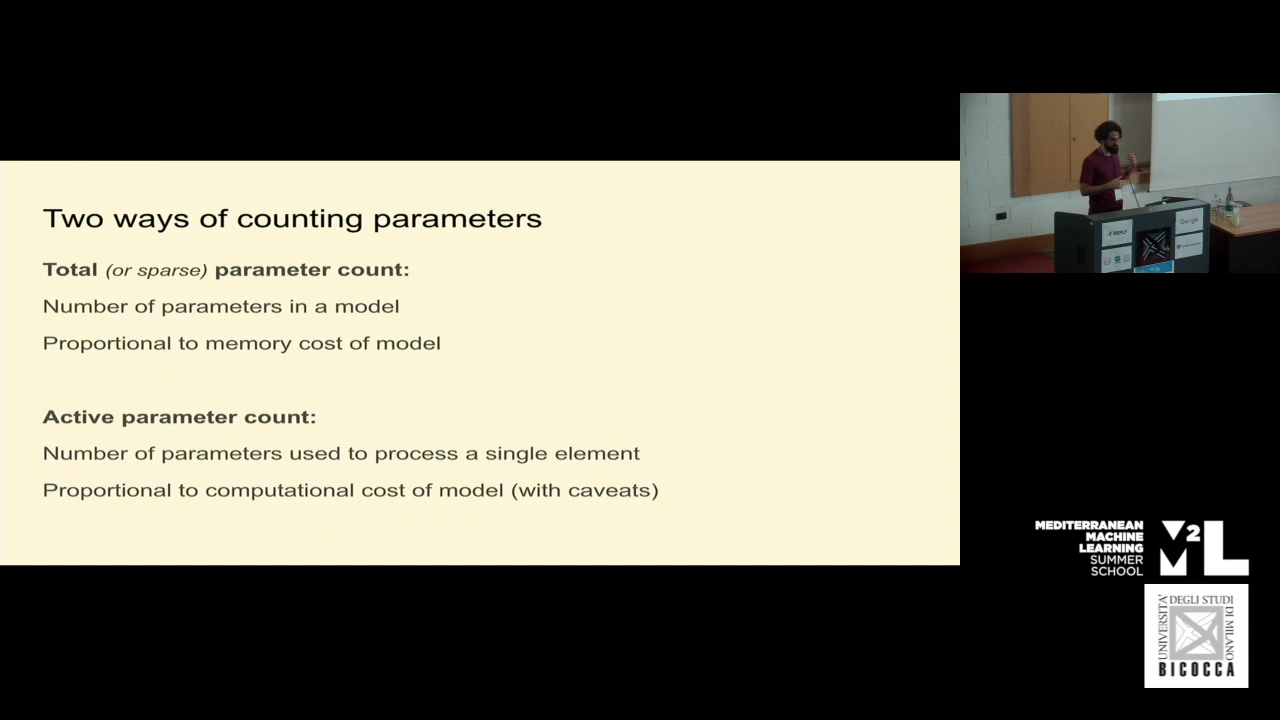 Two ways of counting parameters
Total (or sparse) parameter count:
Number of parameters in a model
Proportional to memory cost of model
Active parameter count:
Number of parameters used to process a single element
Proportional to computational cost of model (with caveats)
Google
MEDITERRANEAN
MACHINE
LEARNING
SUMMER
SCHOOL
M2L
UNIVERSITÀ
DEGLI STUDI
DI MILANO
BICOCCA